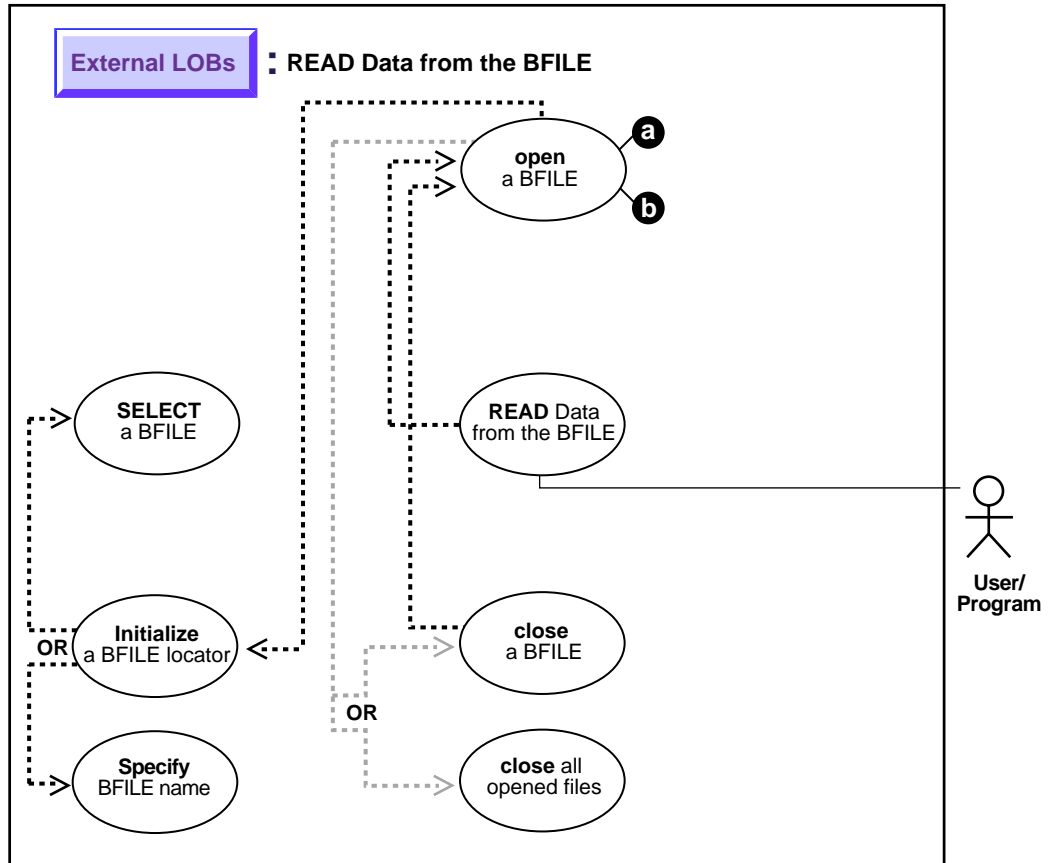 External LOBs : READ Data from the BFILE
a
open
a BFILE
b
SELECT
a BFILE
READ Data
from the BFILE
User/
Program
Initialize
a BFILE locator
OR
close
a BFILE
OR
Specify
BFILE name
close all
opened files